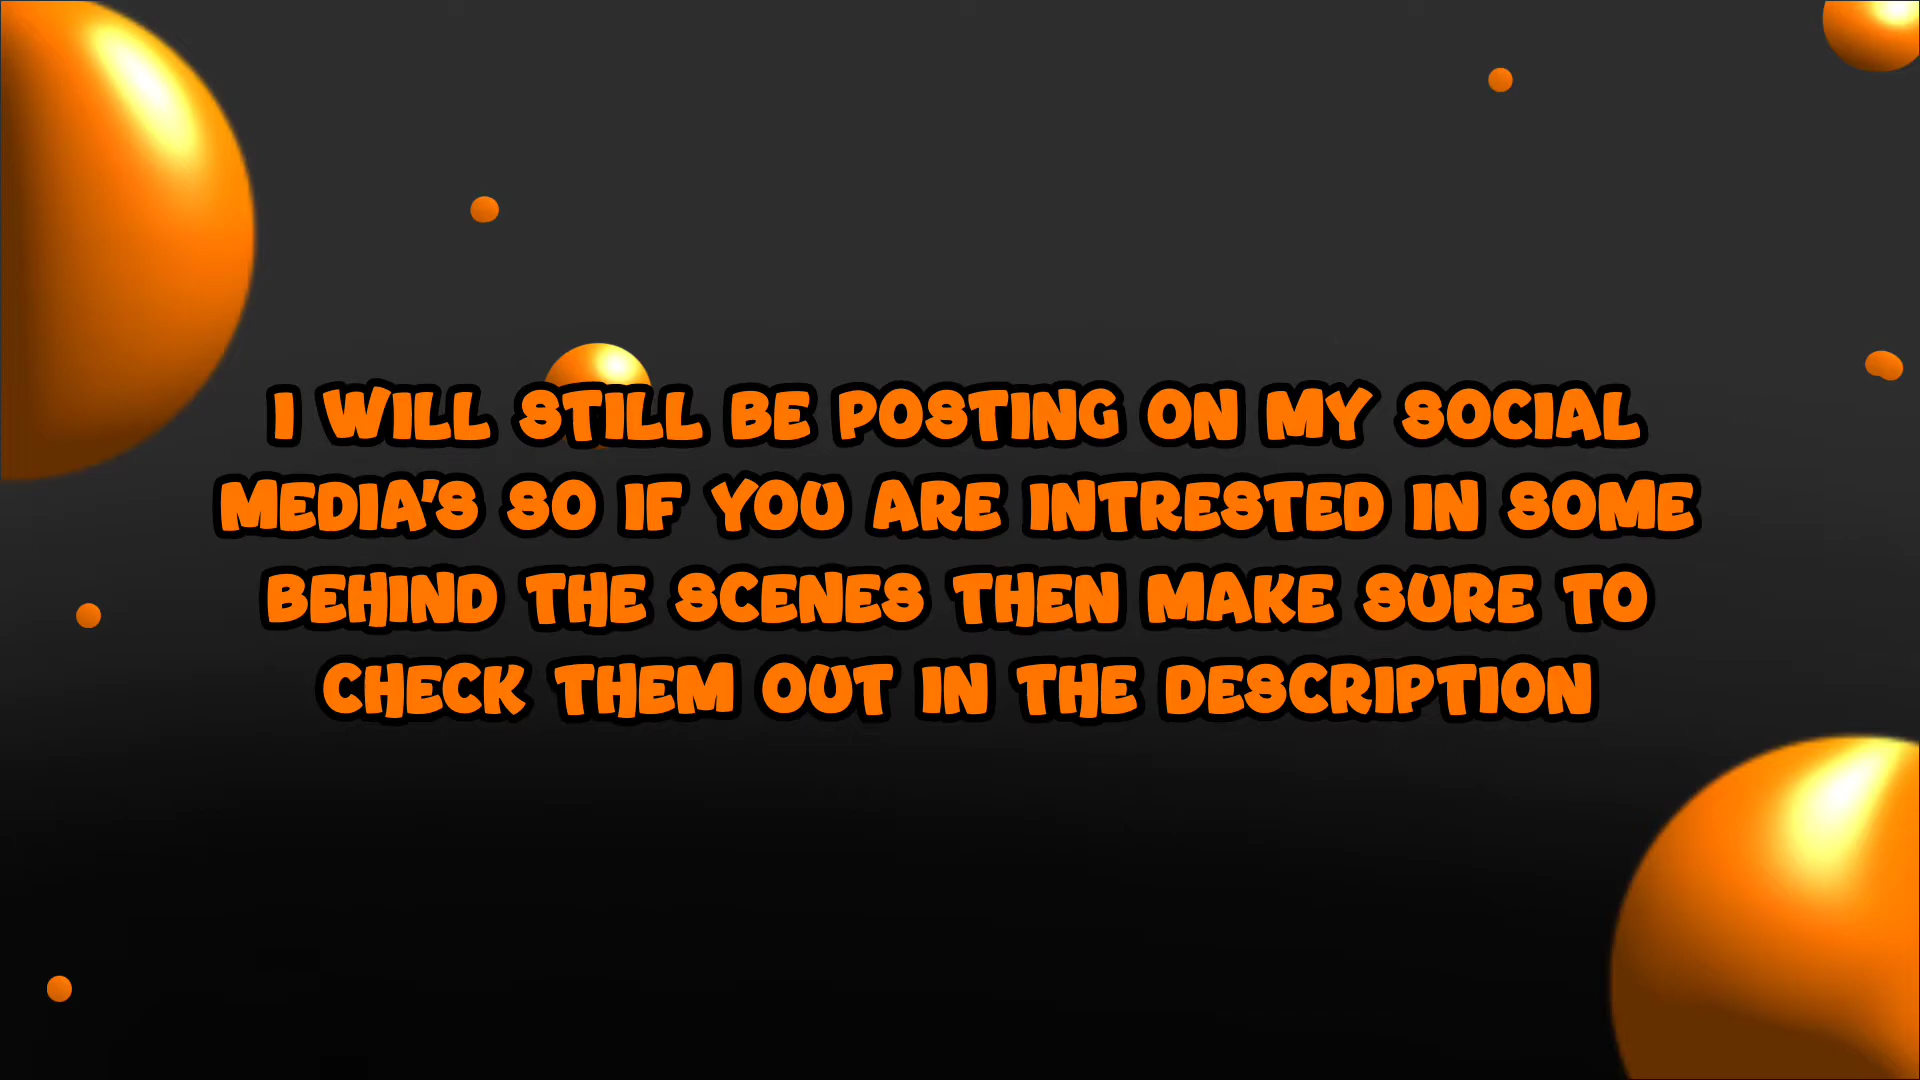 I WILL STILL BE POSTING ON MY SOCIAL
MEDIA'S SO IF YOU ARE INTRESTED IN SOME
BEHIND THE SCENES THEN MAKE SURE TO
CHECK THEM OUT IN THE DESCRIPTION